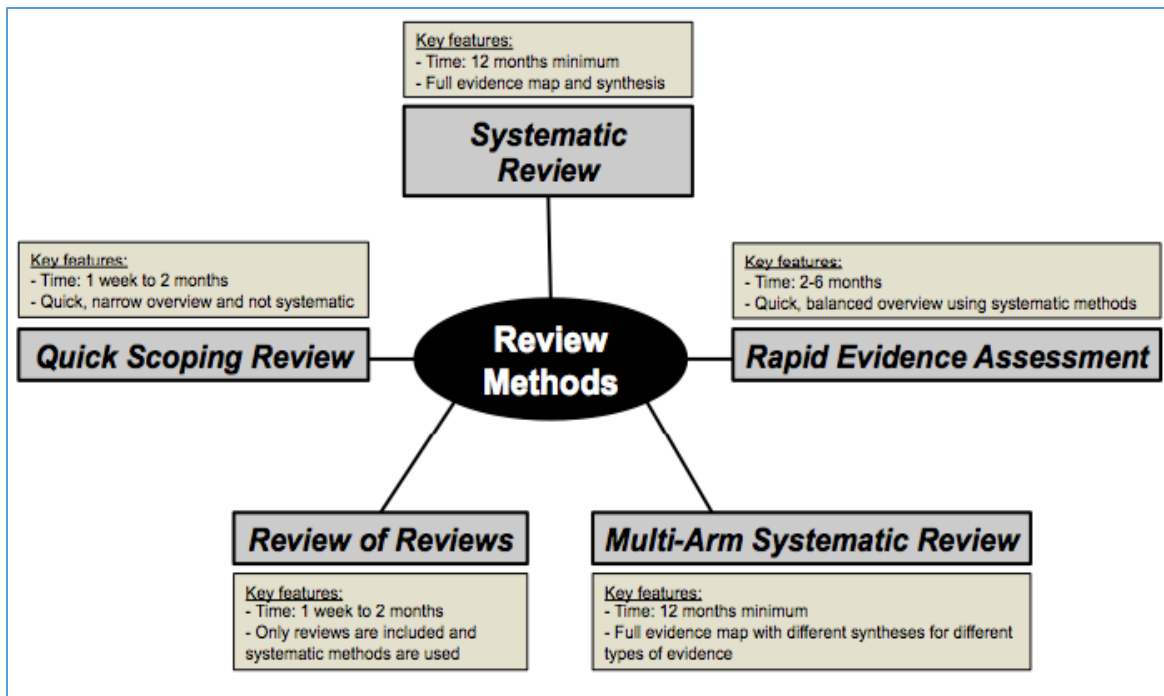 Key features:
- Time: 12 months minimum
- Full evidence map and synthesis
Systematic
Review
Key features:
- Time: 1 week to 2 months
- Quick, narrow overview and not systematic
Quick Scoping Review
Review
Methods
Key features:
- Time: 2-6 months
- Quick, balanced overview using systematic methods
Rapid Evidence Assessment
Review of Reviews
Key features:
- Time: 1 week to 2 months
- Only reviews are included and
systematic methods are used
Multi-Arm Systematic Review
Key features:
- Time: 12 months minimum
- Full evidence map with different syntheses for different
types of evidence